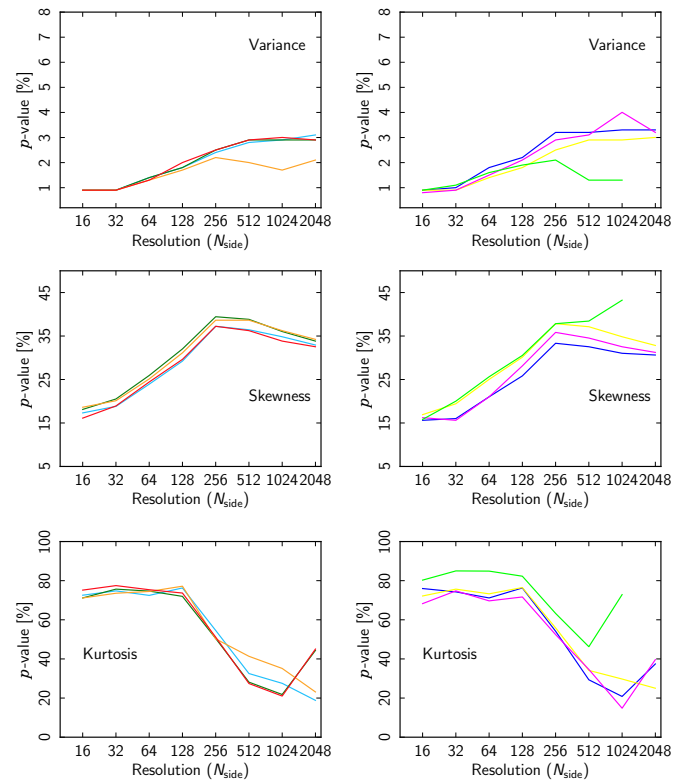 8
7
6
5
4
3
2
1
p-value [%]
Variance
16 32 64 128 256 512 1024 2048
Resolution (Nside)
8
7
6
5
4
3
2
1
p-value [%]
Variance
16 32 64 128 256 512 1024 2048
Resolution (Nside)
45
35
25
15
5
p-value [%]
Skewness
16 32 64 128 256 512 1024 2048
Resolution (Nside)
45
35
25
15
5
p-value [%]
Skewness
16 32 64 128 256 512 1024 2048
Resolution (Nside)
100
80
60
40
20
0
p-value [%]
Kurtosis
16 32 64 128 256 512 1024 2048
Resolution (Nside)
100
80
60
40
20
0
p-value [%]
Kurtosis
16 32 64 128 256 512 1024 2048
Resolution (Nside)